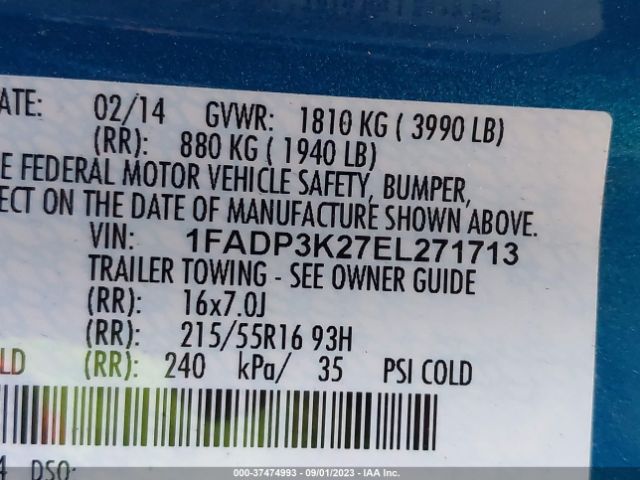 ATE: 02/14 GVWR: 1810 KG ( 3990 LB)
(RR): 880 KG ( 1940 LB)
E FEDERAL MOTOR VEHICLE SAFETY, BUMPER,
ECT ON THE DATE OF MANUFACTURE SHOWN ABOVE.
VIN: 1FADP3K27EL271713
TRAILER TOWING - SEE OWNER GUIDE
(RR): 16x7.0J
(RR): 215/55R16 93H
LD (RR): 240 kPa/ 35 PSI COLD
4 DSO:
000-37474993 - 09/01/2023 - IAA Inc.